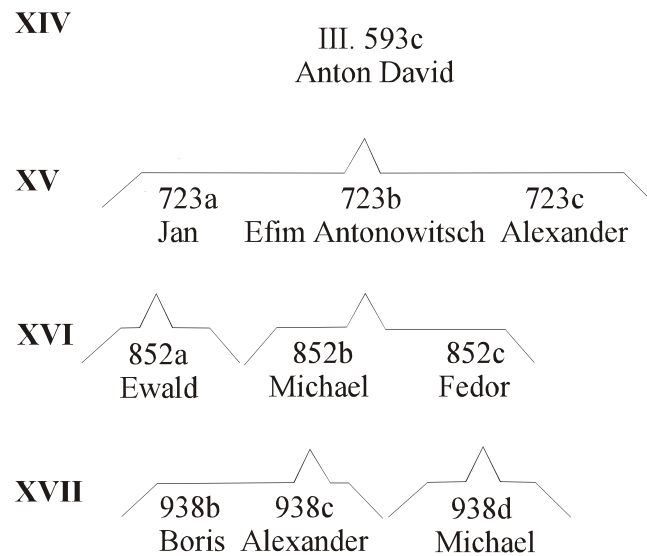 XIV
III. 593c
Anton David
XV
723a 723b 723c
Jan Efim Antonowitsch Alexander
XVI
852a 852b 852c
Ewald Michael Fedor
XVII
938b 938c 938d
Boris Alexander Michael